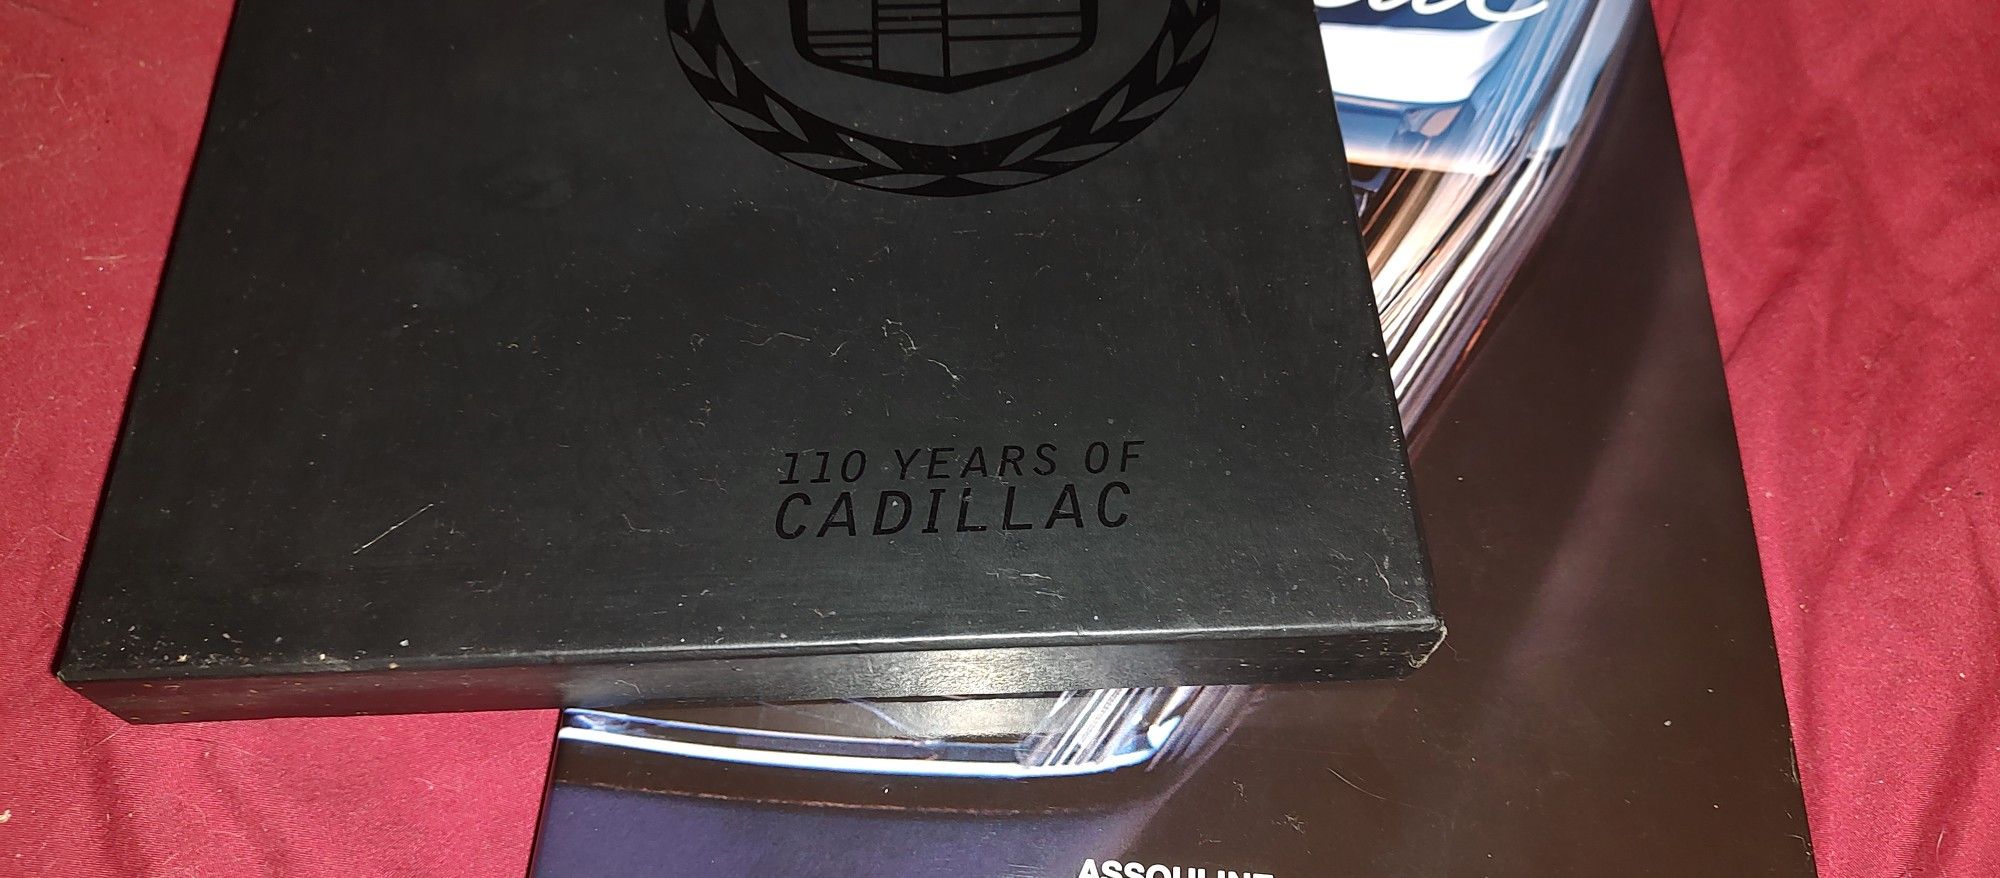 110 YEARS OF
CADILLAC
ASSOULINE